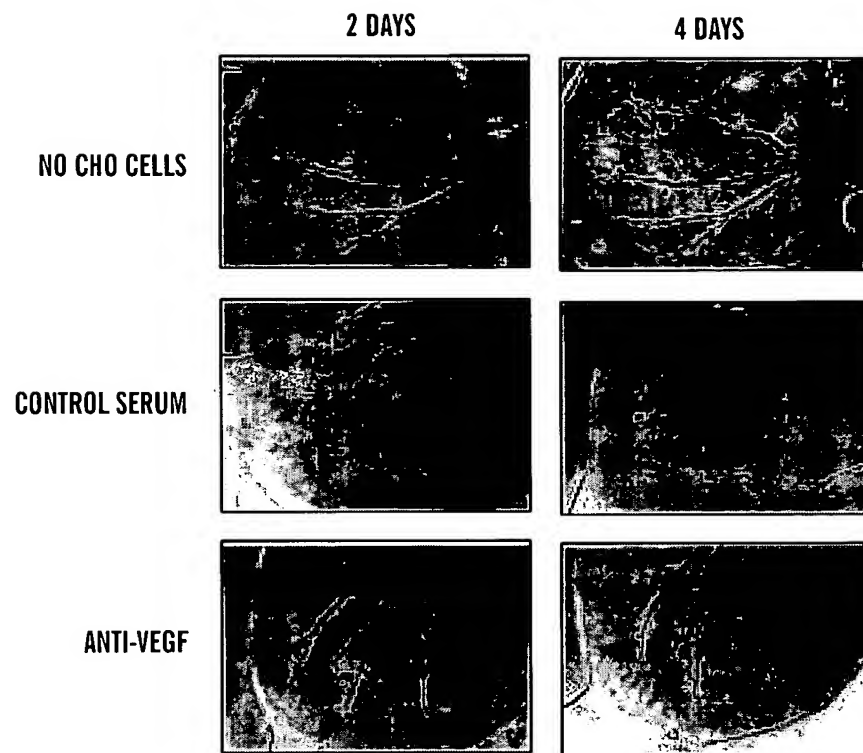 2 DAYS
4 DAYS
NO CHO CELLS
CONTROL SERUM
ANTI-VEGF